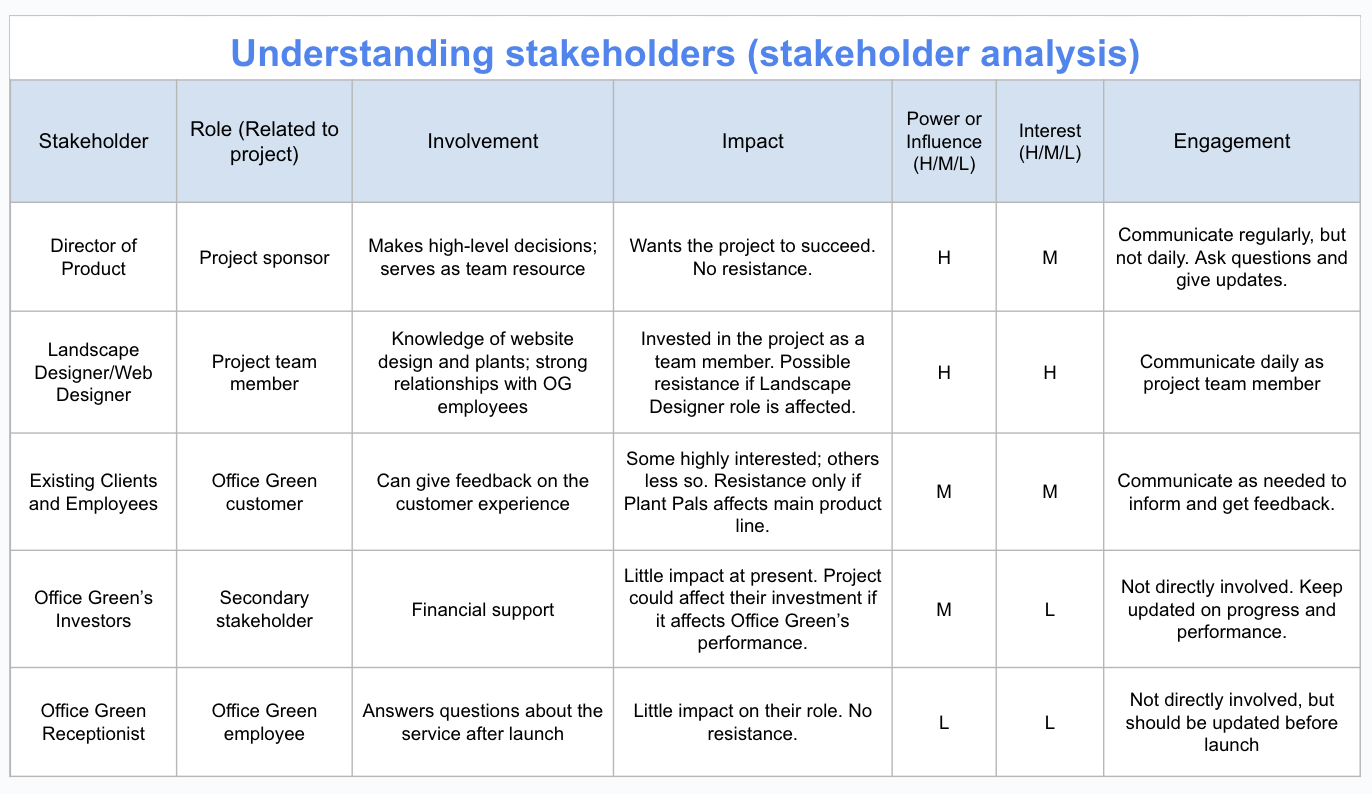 Understanding stakeholders (stakeholder analysis)
Stakeholder
Role (Related to
project)
Involvement
Impact
Power or
Influence
(H/M/L)
Interest
(H/M/L)
Engagement
Director of
Product
Project sponsor
Makes high-level decisions;
serves as team resource
Wants the project to succeed.
No resistance.
H
M
Communicate regularly, but
not daily. Ask questions and
give updates.
Landscape
Designer/Web
Designer
Project team
member
Knowledge of website
design and plants; strong
relationships with OG
employees
Invested in the project as a
team member. Possible
resistance if Landscape
Designer role is affected.
H
H
Communicate daily as
project team member
Existing Clients
and Employees
Office Green
customer
Can give feedback on the
customer experience
Some highly interested; others
less so. Resistance only if
Plant Pals affects main product
line.
M
M
Communicate as needed to
inform and get feedback.
Office Green’s
Investors
Secondary
stakeholder
Financial support
Little impact at present. Project
could affect their investment if
it affects Office Green’s
performance.
M
L
Not directly involved. Keep
updated on progress and
performance.
Office Green
Receptionist
Office Green
employee
Answers questions about the
service after launch
Little impact on their role. No
resistance.
L
L
Not directly involved, but
should be updated before
launch